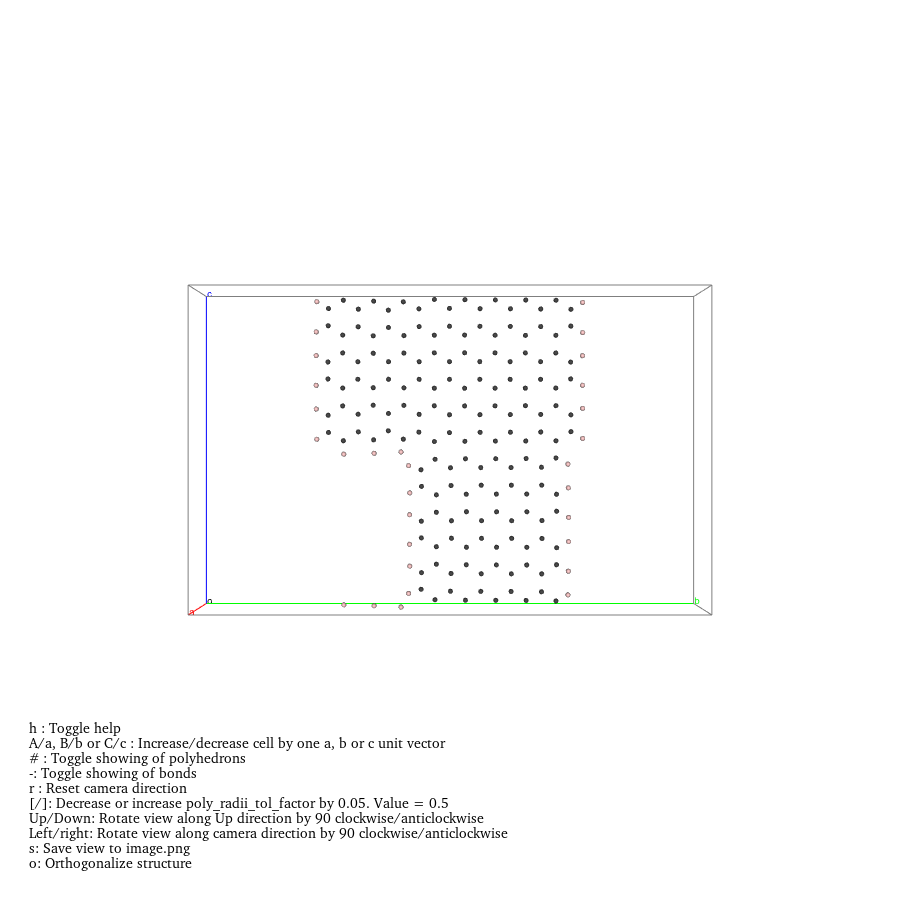 c
o
a
b
h : Toggle help
A/a, B/b or C/c : Increase/decrease cell by one a, b or c unit vector
# : Toggle showing of polyhedrons
-: Toggle showing of bonds
r : Reset camera direction
[/]: Decrease or increase poly_radii_tol_factor by 0.05. Value = 0.5
Up/Down: Rotate view along Up direction by 90 clockwise/anticlockwise
Left/right: Rotate view along camera direction by 90 clockwise/anticlockwise
s: Save view to image.png
o: Orthogonalize structure